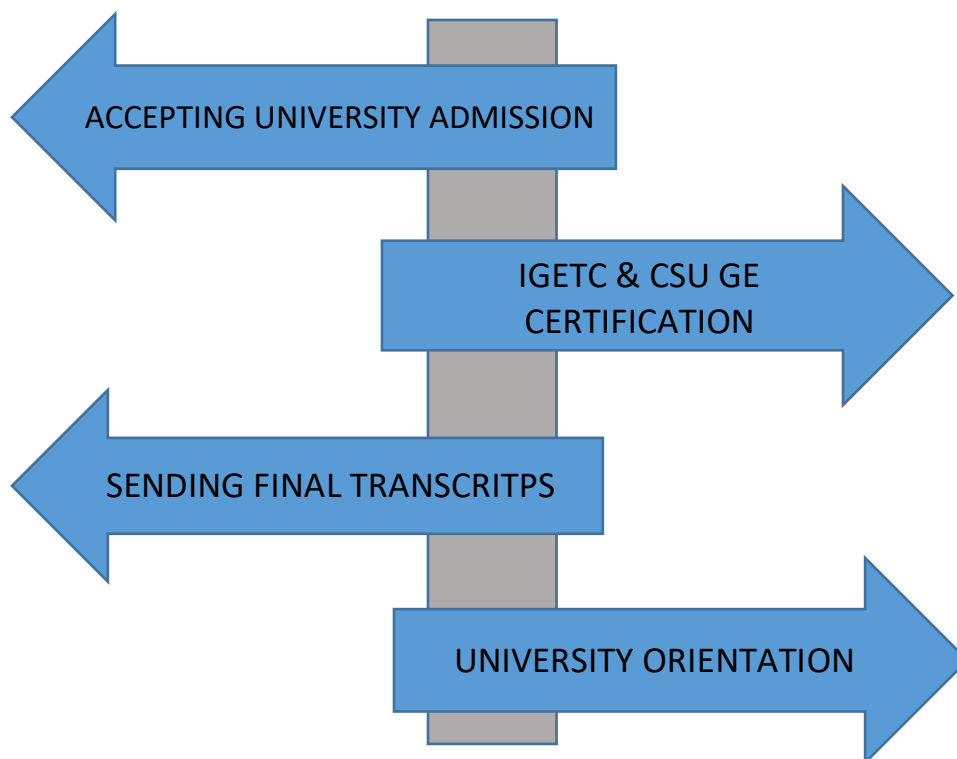 ACCEPTING UNIVERSITY ADMISSION
IGETC & CSU GE
CERTIFICATION
SENDING FINAL TRANSCRITPS
UNIVERSITY ORIENTATION